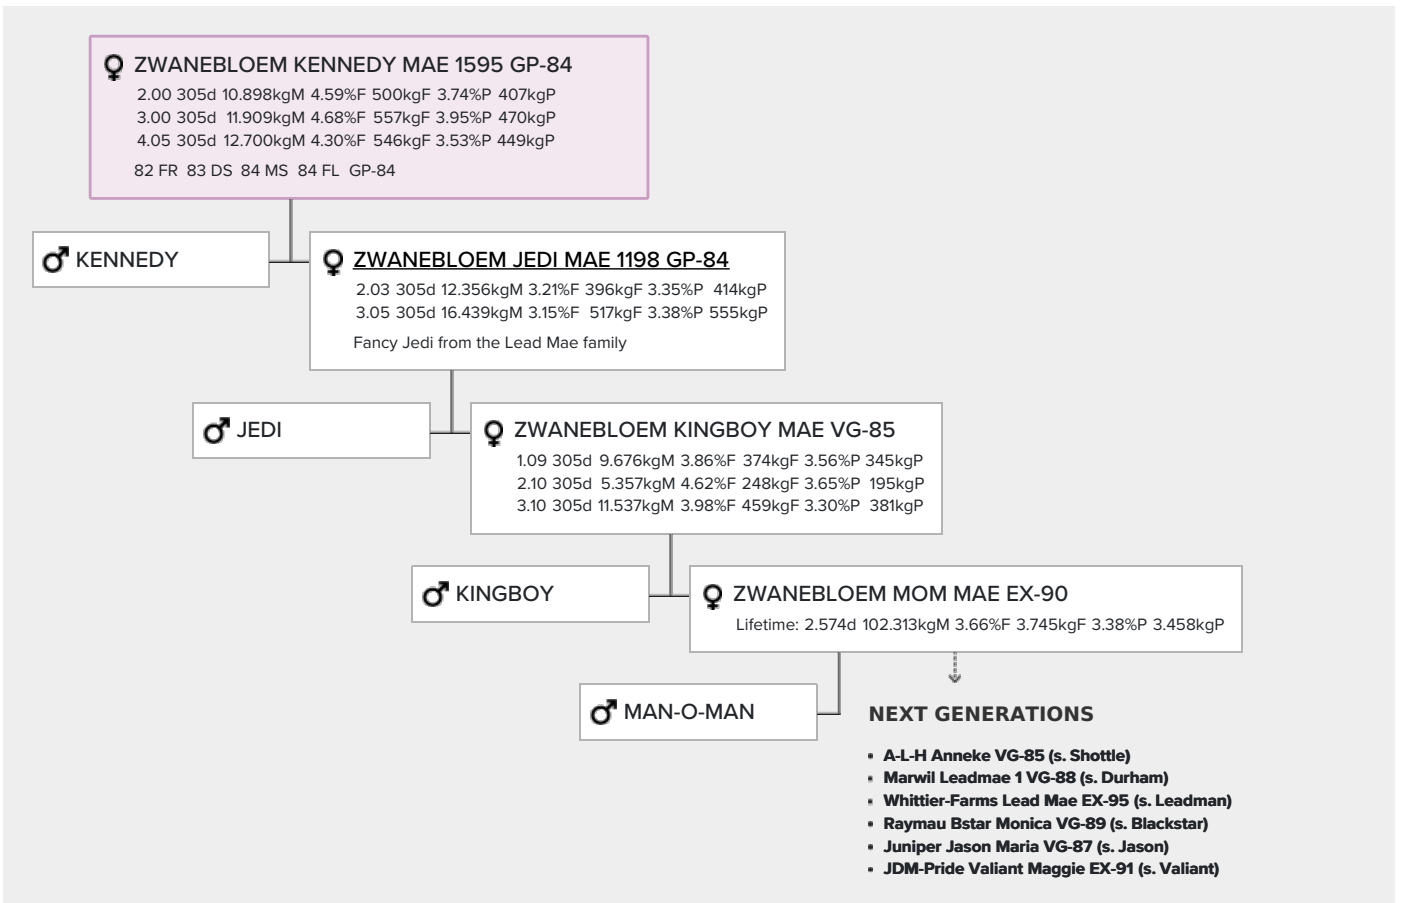 ZWANEBLOEM KENNEDY MAE 1595 GP-84
2.00 305d 10.898kgM 4.59%F 500kgF 3.74%P 407kgP
3.00 305d 11.909kgM 4.68%F 557kgF 3.95%P 470kgP
4.05 305d 12.700kgM 4.30%F 546kgF 3.53%P 449kgP
82 FR 83 DS 84 MS 84 FL GP-84
KENNEDY
ZWANEBLOEM JEDI MAE 1198 GP-84
2.03 305d 12.356kgM 3.21%F 396kgF 3.35%P 414kgP
3.05 305d 16.439kgM 3.15%F 517kgF 3.38%P 555kgP
Fancy Jedi from the Lead Mae family
JEDI
ZWANEBLOEM KINGBOY MAE VG-85
1.09 305d 9.676kgM 3.86%F 374kgF 3.56%P 345kgP
2.10 305d 5.357kgM 4.62%F 248kgF 3.65%P 195kgP
3.10 305d 11.537kgM 3.98%F 459kgF 3.30%P 381kgP
KINGBOY
ZWANEBLOEM MOM MAE EX-90
Lifetime: 2.574d 102.313kgM 3.66%F 3.745kgF 3.38%P 3.458kgP
MAN-O-MAN
NEXT GENERATIONS
• A-L-H Anneke VG-85 (s. Shottle)
• Marwil Leadmae 1 VG-88 (s. Durham)
• Whittier-Farms Lead Mae EX-95 (s. Leadman)
• Raymau Bstar Monica VG-89 (s. Blackstar)
• Juniper Jason Maria VG-87 (s. Jason)
• JDM-Pride Valiant Maggie EX-91 (s. Valiant)